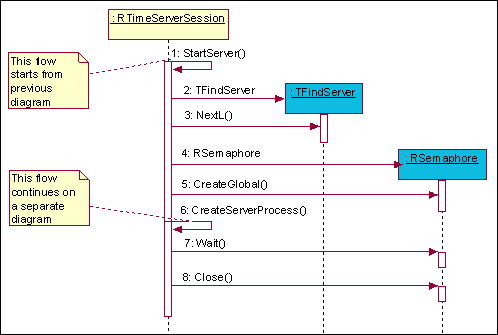 : RTimeServerSession
This flow
starts from
previous
diagram
1: StartServer()
2: TFindServer
: TFindServer
3: NextL()
4: RSemaphore
: RSemaphore
This flow
continues on
a separate
diagram
5: CreateGlobal()
6: CreateServerProcess()
7: Wait()
8: Close()